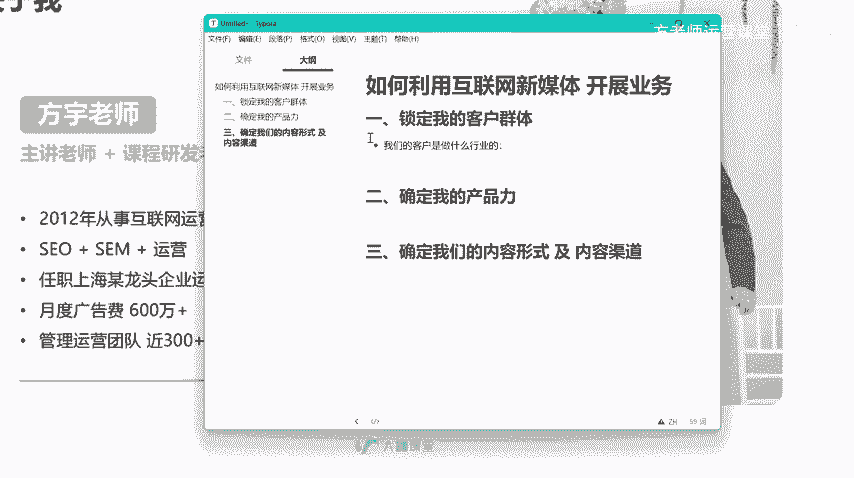 于我
方老师运营课堂
Untitled - Typora
文件(F) 编辑(E) 段落(P) 格式(O) 视图(V) 主题(T) 帮助(H)
文件 大纲
如何利用互联网新媒体 开展业务
一、锁定我的客户群体
二、确定我的产品力
三、确定我们的内容形式 及
内容渠道
如何利用互联网新媒体 开展业务
一、锁定我的客户群体
• 我们的客户是做什么行业的:
二、确定我的产品力
三、确定我们的内容形式 及 内容渠道
ZH 59 词
方宇老师
主讲老师 + 课程研发
• 2012年从事互联网运营
• SEO + SEM + 运营
• 任职上海某龙头企业运
• 月度广告费 600万+
• 管理运营团队 近300+